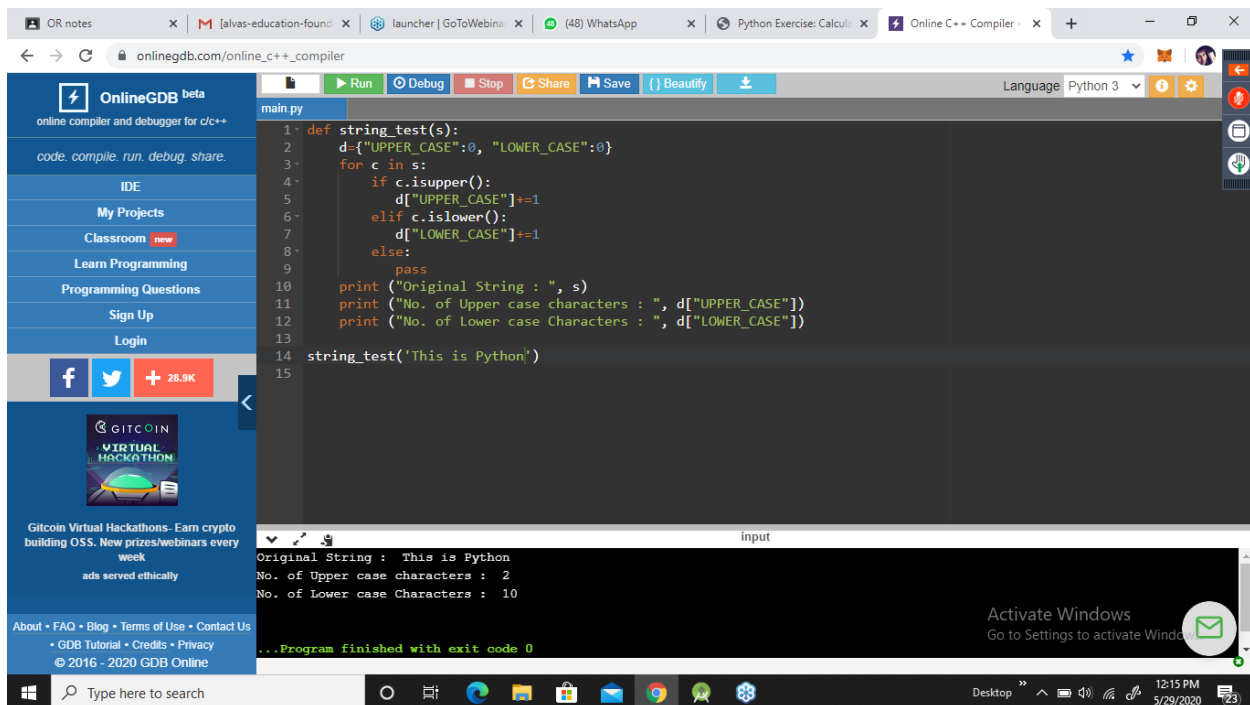 OR notes
[alvas-education-found
launcher | GoToWebina
(48) WhatsApp
Python Exercise: Calcula
Online C++ Compiler -
onlinegdb.com/online_c++_compiler
OnlineGDB beta
online compiler and debugger for c/c++
code. compile. run. debug. share.
IDE
My Projects
Classroom new
Learn Programming
Programming Questions
Sign Up
Login
f
+ 28.9K
GITCOIN
VIRTUAL
HACKATHON
Gitcoin Virtual Hackathons- Earn crypto
building OSS. New prizes/webinars every
week
ads served ethically
About • FAQ • Blog • Terms of Use • Contact Us
• GDB Tutorial • Credits • Privacy
© 2016 - 2020 GDB Online
Run Debug Stop Share Save {} Beautify
Language Python 3
main.py
1 def string_test(s):
2 d={"UPPER_CASE":0, "LOWER_CASE":0}
3 for c in s:
4 if c.isupper():
5 d["UPPER_CASE"]+=1
6 elif c.islower():
7 d["LOWER_CASE"]+=1
8 else:
9 pass
10 print ("Original String : ", s)
11 print ("No. of Upper case characters : ", d["UPPER_CASE"])
12 print ("No. of Lower case Characters : ", d["LOWER_CASE"])
13
14 string_test('This is Python')
15
input
Original String :  This is Python
No. of Upper case characters :  2
No. of Lower case Characters :  10
...Program finished with exit code 0
Activate Windows
Go to Settings to activate Windo
Type here to search
Desktop
12:15 PM
5/29/2020
23